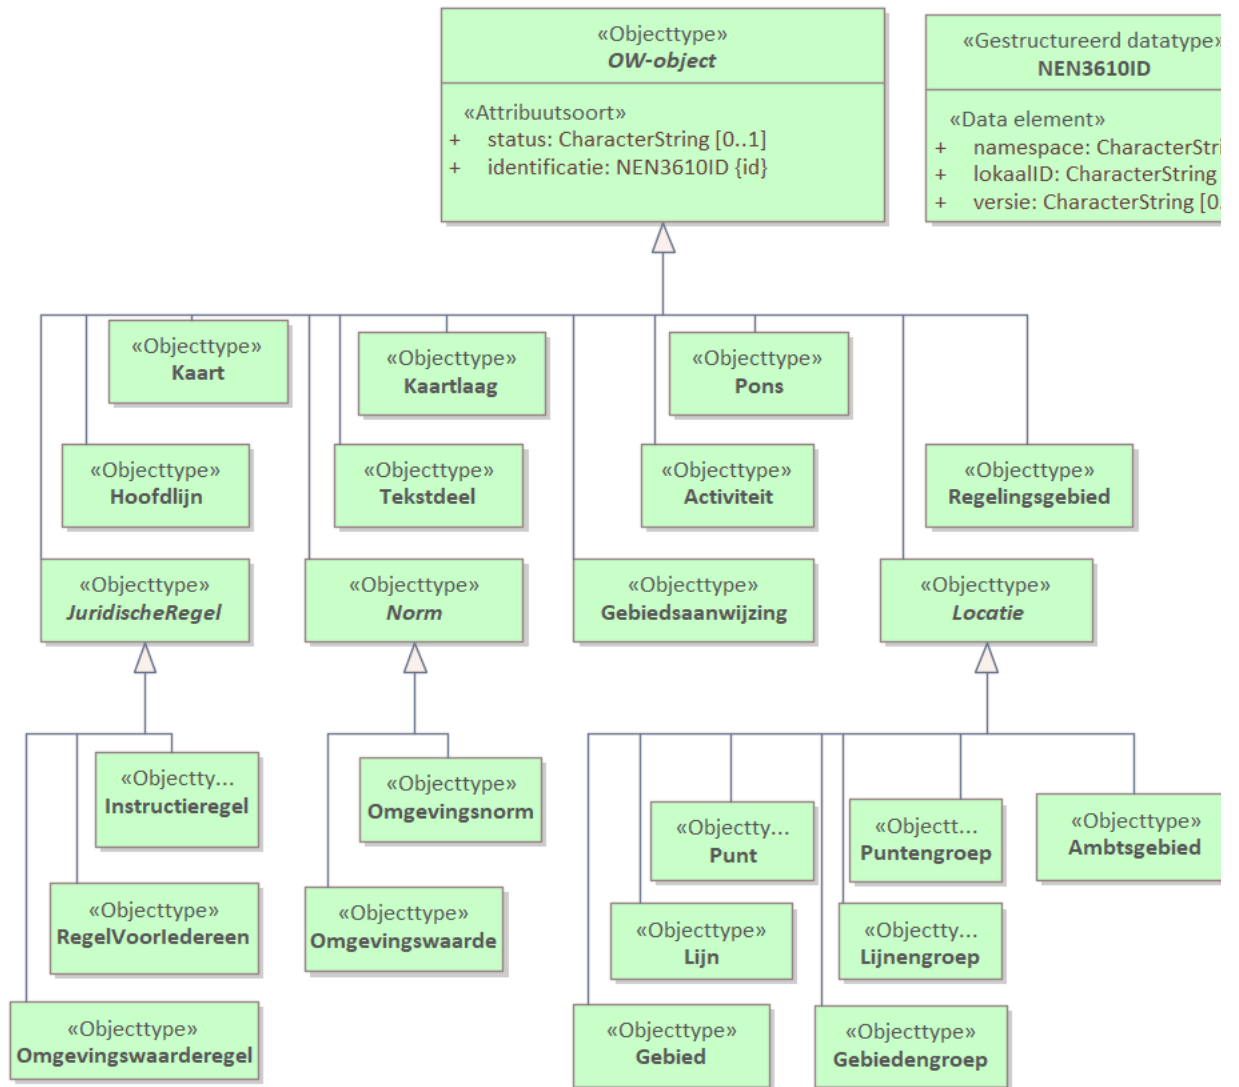 «Objecttype»
OW-object
«Attribuutsoort»
+ status: CharacterString [0..1]
+ identificatie: NEN3610ID {id}
«Gestructureerd datatype»
NEN3610ID
«Data element»
+ namespace: CharacterStri
+ lokaalID: CharacterString
+ versie: CharacterString [0.
«Objecttype»
Kaart
«Objecttype»
Kaartlaag
«Objecttype»
Pons
«Objecttype»
Hoofdlijn
«Objecttype»
Tekstdeel
«Objecttype»
Activiteit
«Objecttype»
Regelingsgebied
«Objecttype»
JuridischeRegel
«Objecttype»
Norm
«Objecttype»
Gebiedsaanwijzing
«Objecttype»
Locatie
«Objectty...
Instructieregel
«Objecttype»
Omgevingsnorm
«Objectty...
Punt
«Objectt...
Puntengroep
«Objecttype»
Ambtsgebied
«Objecttype»
RegelVoorIedereen
«Objecttype»
Omgevingswaarde
«Objecttype»
Lijn
«Objectty...
Lijnengroep
«Objecttype»
Omgevingswaarderegel
«Objecttype»
Gebied
«Objecttype»
Gebiedengroep